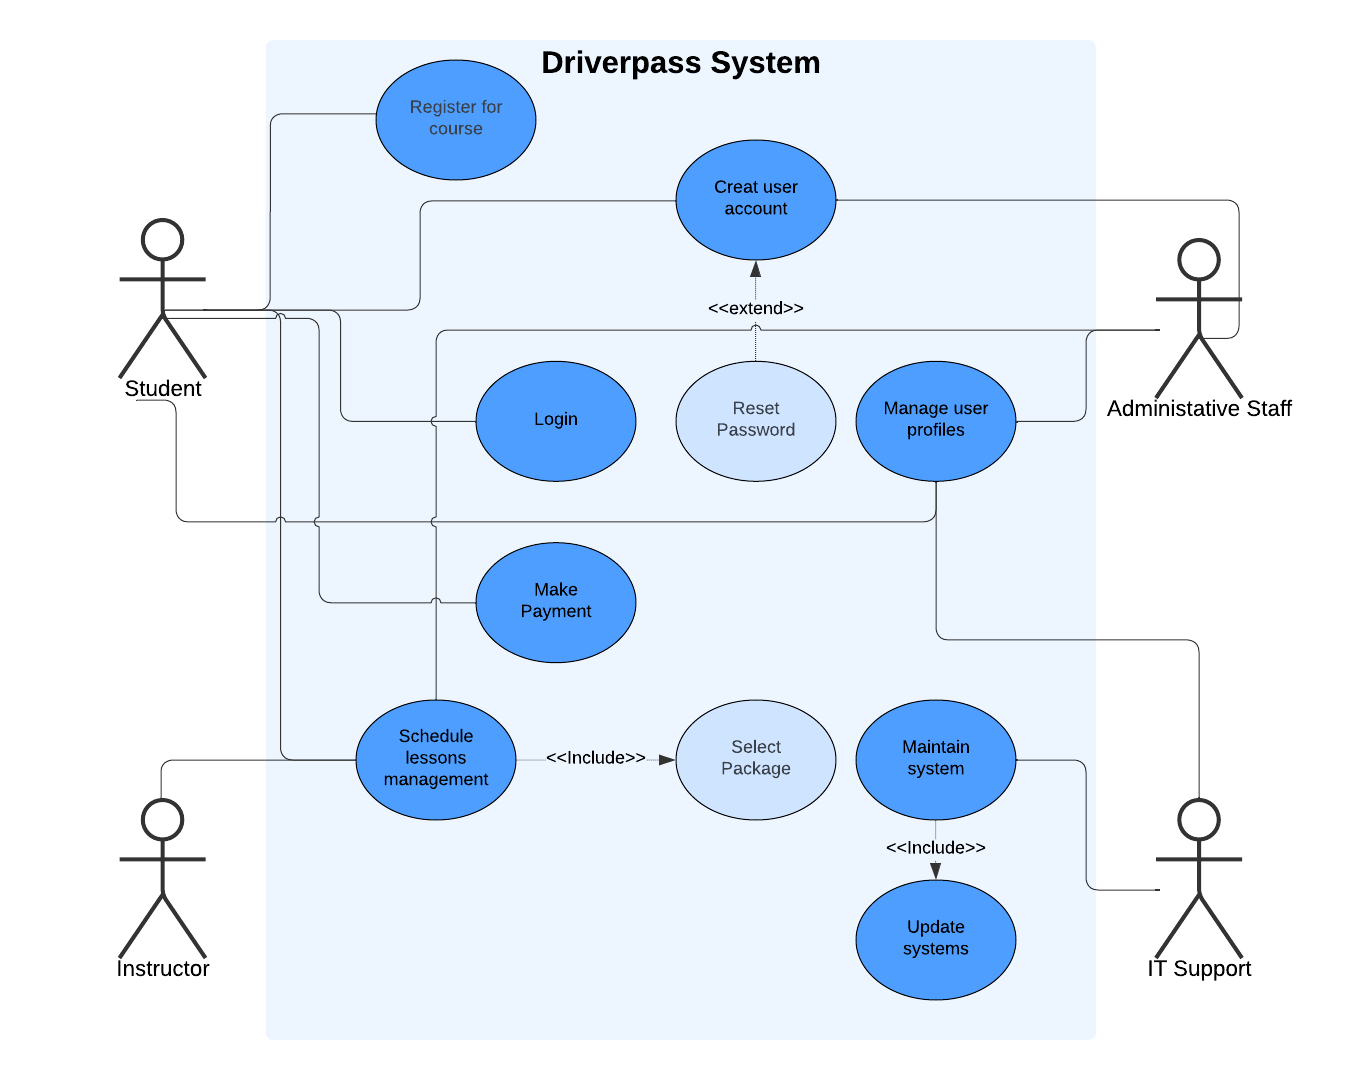 Driverpass System
Register for
course
Creat user
account
<<extend>>
Student
Administative Staff
Login
Reset
Password
Manage user
profiles
Make
Payment
Schedule
lessons
management
<<Include>>
Select
Package
Maintain
system
<<Include>>
Update
systems
Instructor
IT Support